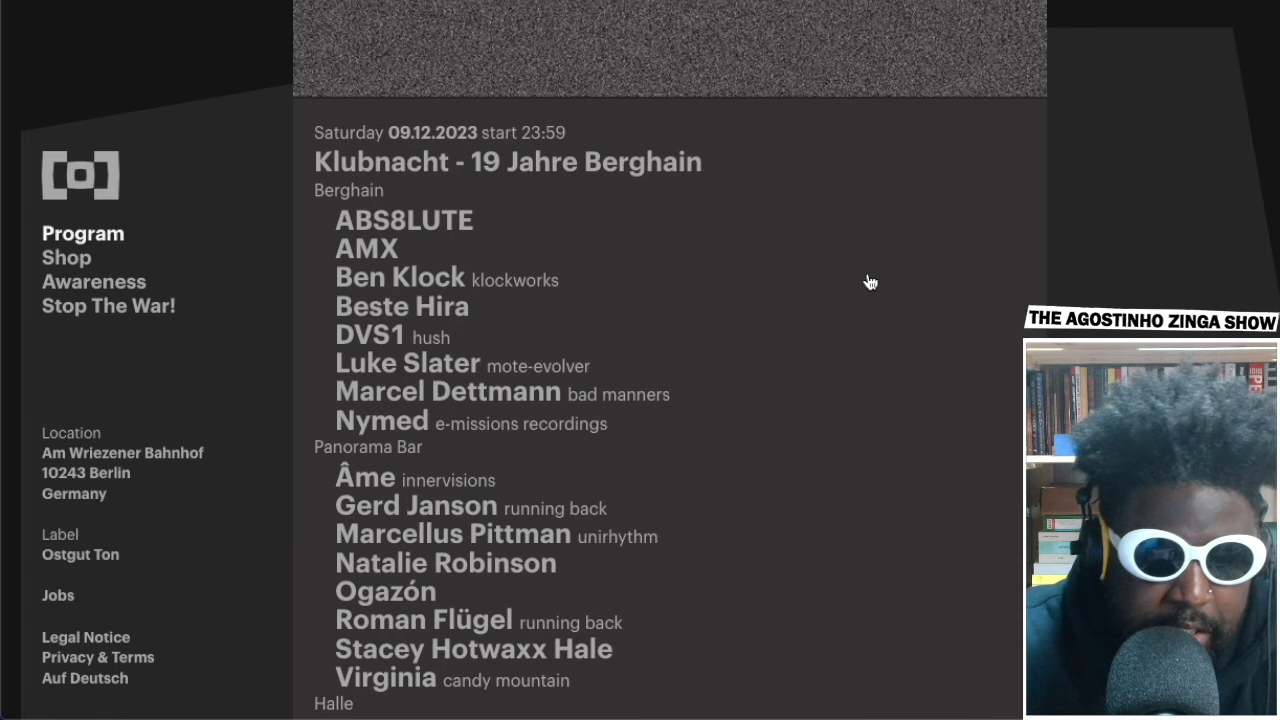 Saturday 09.12.2023 start 23:59
Klubnacht - 19 Jahre Berghain
Berghain
ABS8LUTE
AMX
Ben Klock klockworks
Beste Hira
DVS1 hush
Luke Slater mote-evolver
Marcel Dettmann bad manners
Nymed e-missions recordings
Panorama Bar
Âme innervisions
Gerd Janson running back
Marcellus Pittman unirhythm
Natalie Robinson
Ogazón
Roman Flügel running back
Stacey Hotwaxx Hale
Virginia candy mountain
Halle
Program
Shop
Awareness
Stop The War!
Location
Am Wriezener Bahnhof
10243 Berlin
Germany
Label
Ostgut Ton
Jobs
Legal Notice
Privacy & Terms
Auf Deutsch
THE AGOSTINHO ZINGA SHOW